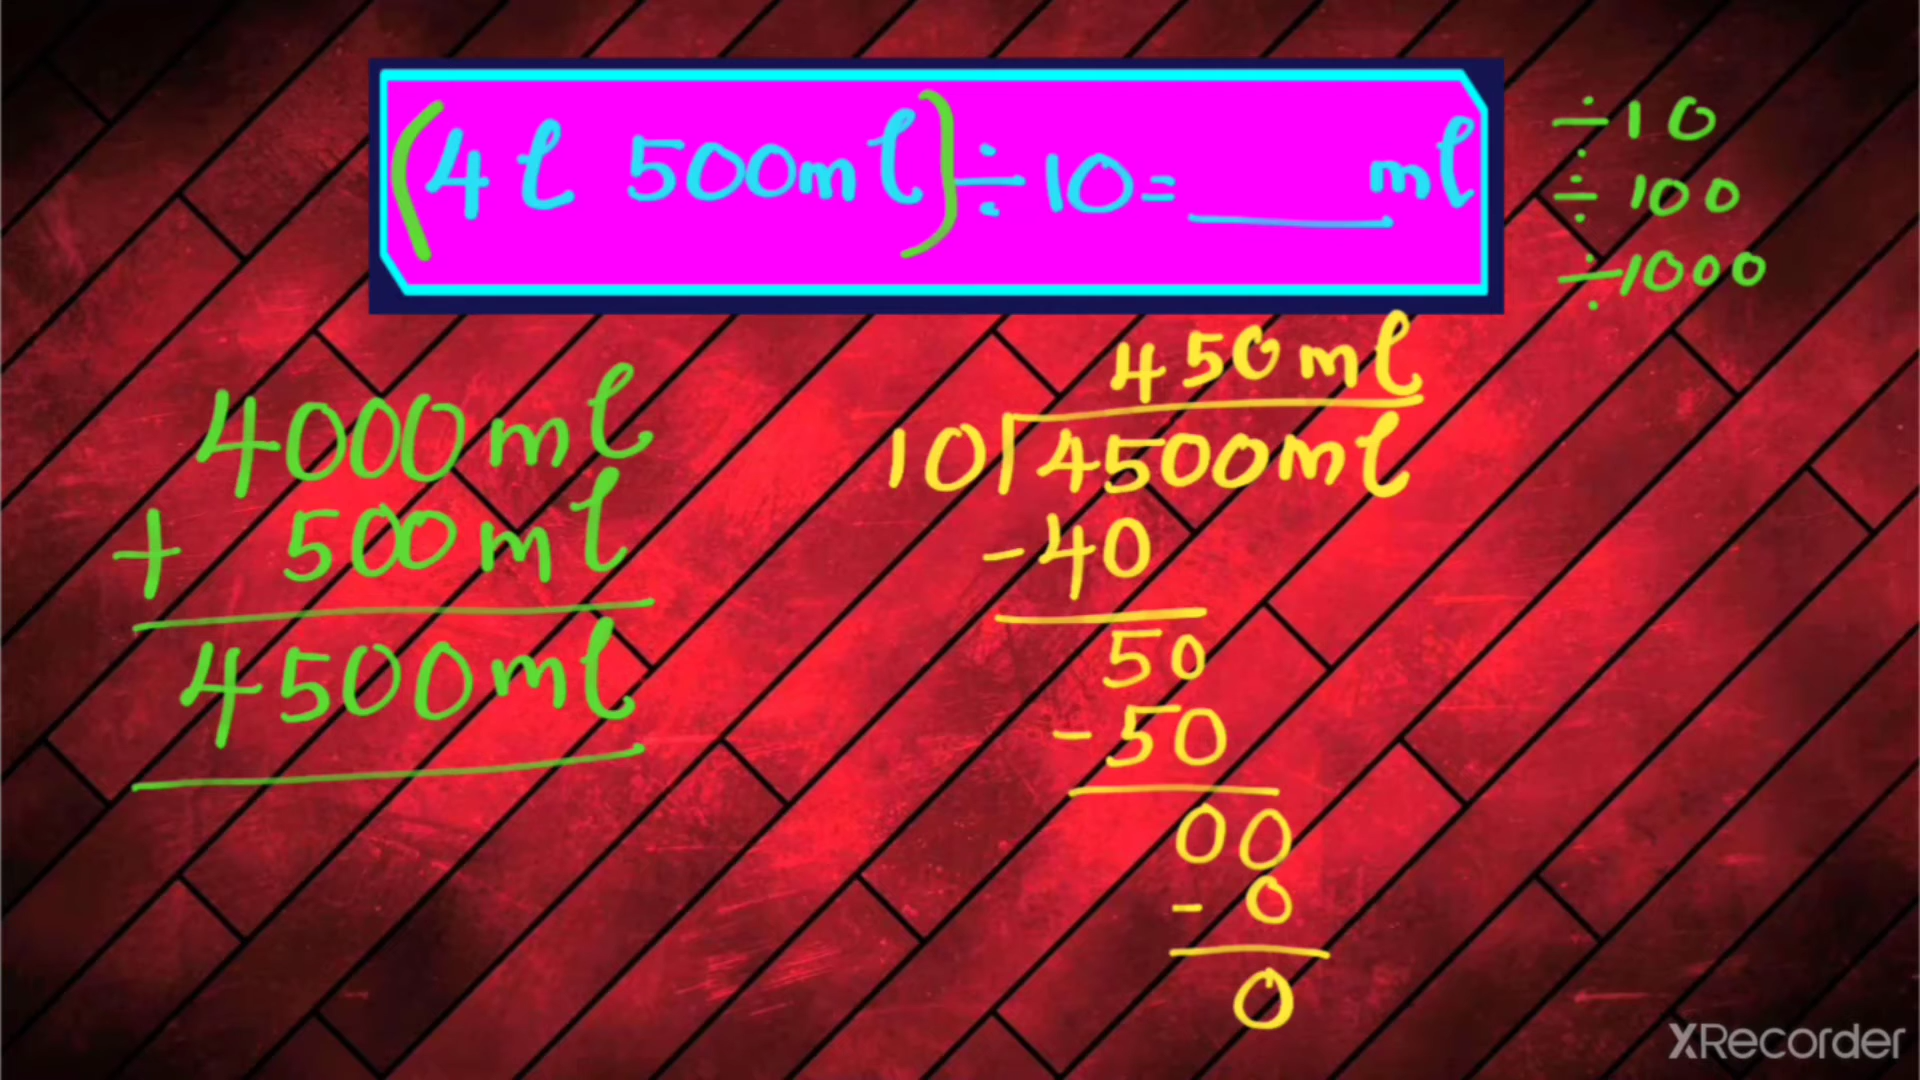 (4ℓ 500mℓ) ÷ 10 = ____ mℓ
÷10
÷100
÷1000
4000mℓ
+ 500mℓ
4500mℓ
450mℓ
10 4500mℓ
-40
50
-50
00
-0
0
XRecorder